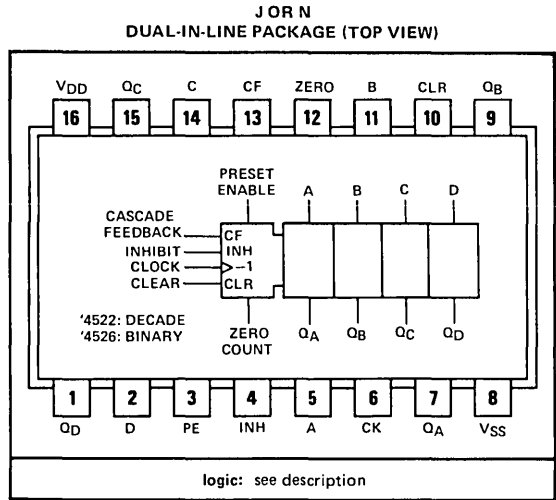 J OR N
DUAL-IN-LINE PACKAGE (TOP VIEW)
VDD QC C CF ZERO B CLR QB
16 15 14 13 12 11 10 9
PRESET
ENABLE A B C D
CASCADE
FEEDBACK CF
INHIBIT INH
CLOCK -1
CLEAR CLR
'4522: DECADE
'4526: BINARY
ZERO
COUNT
QA QB QC QD
1 2 3 4 5 6 7 8
QD D PE INH A CK QA VSS
logic: see description